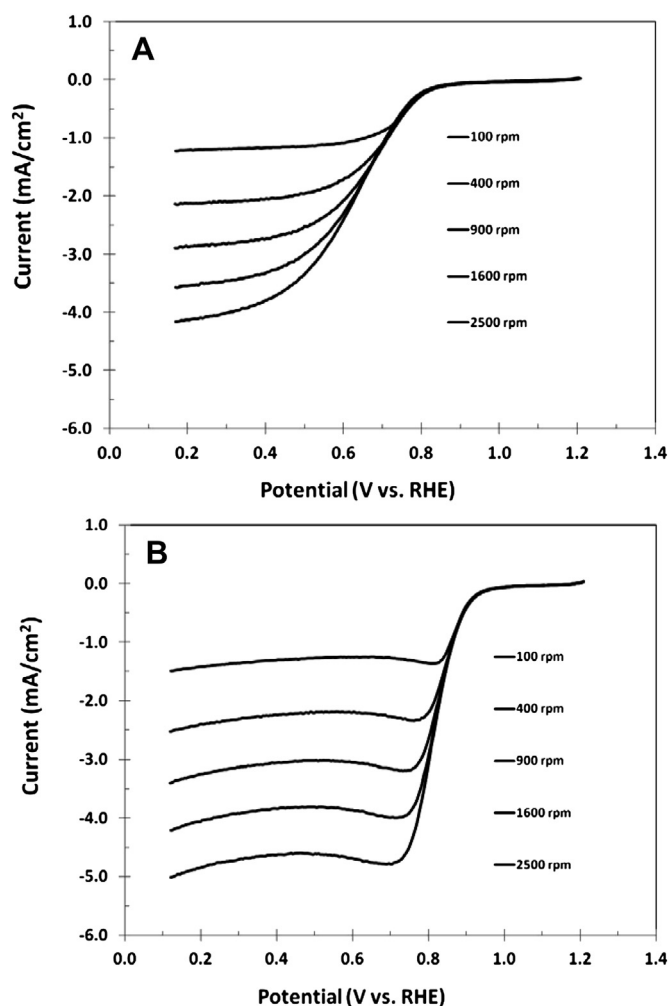 1.0
A
0.0
-1.0
100 rpm
-2.0
400 rpm
-3.0
900 rpm
1600 rpm
-4.0
2500 rpm
-5.0
-6.0
Current (mA/cm²)
0.0 0.2 0.4 0.6 0.8 1.0 1.2 1.4
Potential (V vs. RHE)
1.0
B
0.0
-1.0
100 rpm
-2.0
400 rpm
-3.0
900 rpm
-4.0
1600 rpm
2500 rpm
-5.0
-6.0
Current (mA/cm²)
0.0 0.2 0.4 0.6 0.8 1.0 1.2 1.4
Potential (V vs. RHE)